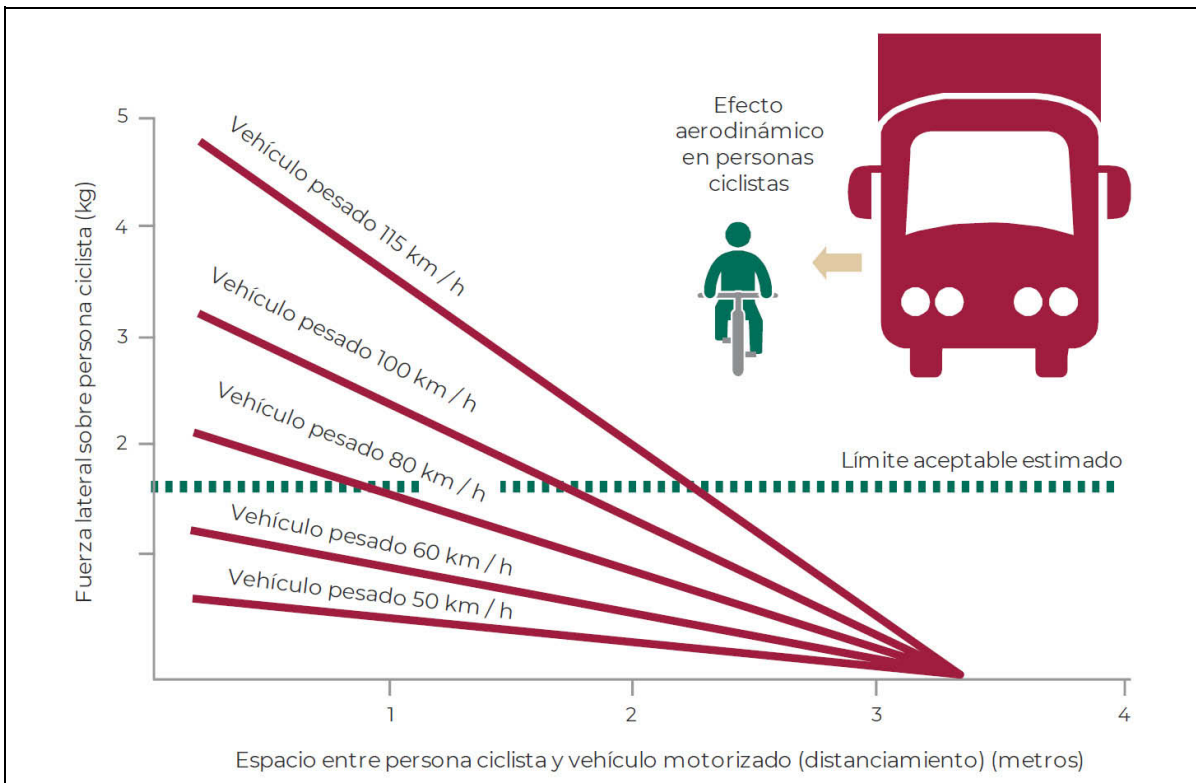 Efecto
aerodinámico
en personas
ciclistas
Fuerza lateral sobre persona ciclista (kg)
5
4
3
2
Vehículo pesado 115 km / h
Vehículo pesado 100 km / h
Vehículo pesado 80 km / h
Límite aceptable estimado
Vehículo pesado 60 km / h
Vehículo pesado 50 km / h
1
2
3
4
Espacio entre persona ciclista y vehículo motorizado (distanciamiento) (metros)